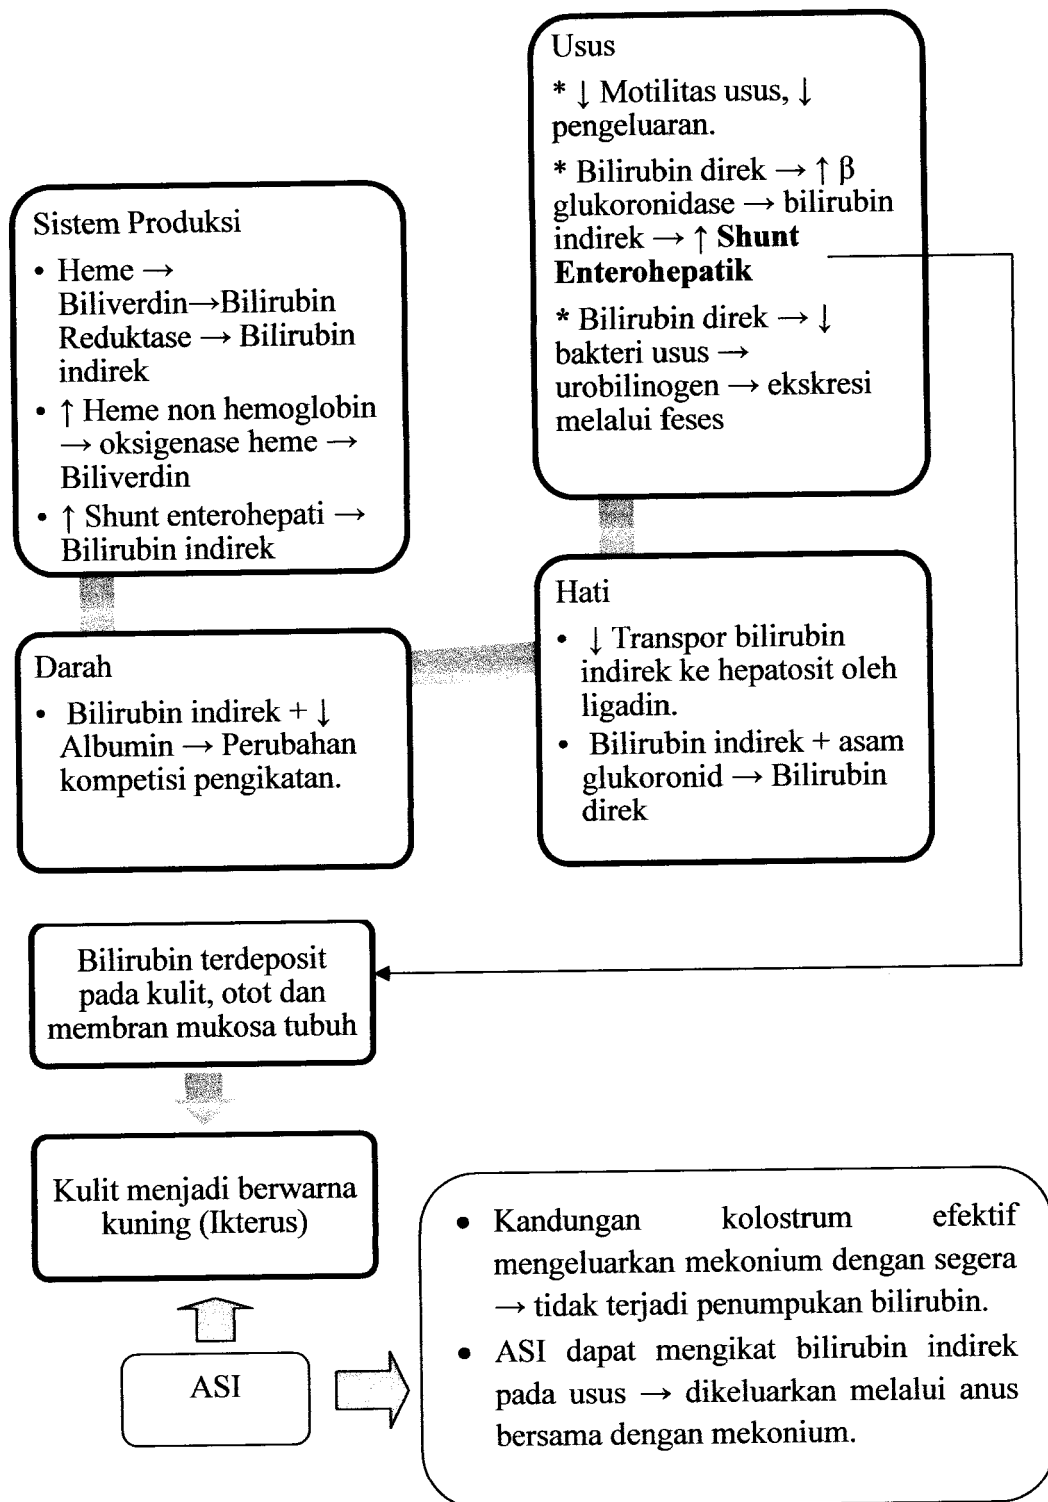 Usus
* ↓ Motilitas usus, ↓
pengeluaran.
* Bilirubin direk → ↑ β
glukoronidase → bilirubin
indirek → ↑ Shunt
Enterohepatik
* Bilirubin direk → ↓
bakteri usus →
urobilinogen → ekskresi
melalui feses
Sistem Produksi
• Heme →
Biliverdin→Bilirubin
Reduktase → Bilirubin
indirek
• ↑ Heme non hemoglobin
→ oksigenase heme →
Biliverdin
• ↑ Shunt enterohepati →
Bilirubin indirek
Darah
• Bilirubin indirek + ↓
Albumin → Perubahan
kompetisi pengikatan.
Hati
• ↓ Transpor bilirubin
indirek ke hepatosit oleh
ligadin.
• Bilirubin indirek + asam
glukoronid → Bilirubin
direk
Bilirubin terdeposit
pada kulit, otot dan
membran mukosa tubuh
Kulit menjadi berwarna
kuning (Ikterus)
ASI
• Kandungan kolostrum efektif
mengeluarkan mekonium dengan segera
→ tidak terjadi penumpukan bilirubin.
• ASI dapat mengikat bilirubin indirek
pada usus → dikeluarkan melalui anus
bersama dengan mekonium.